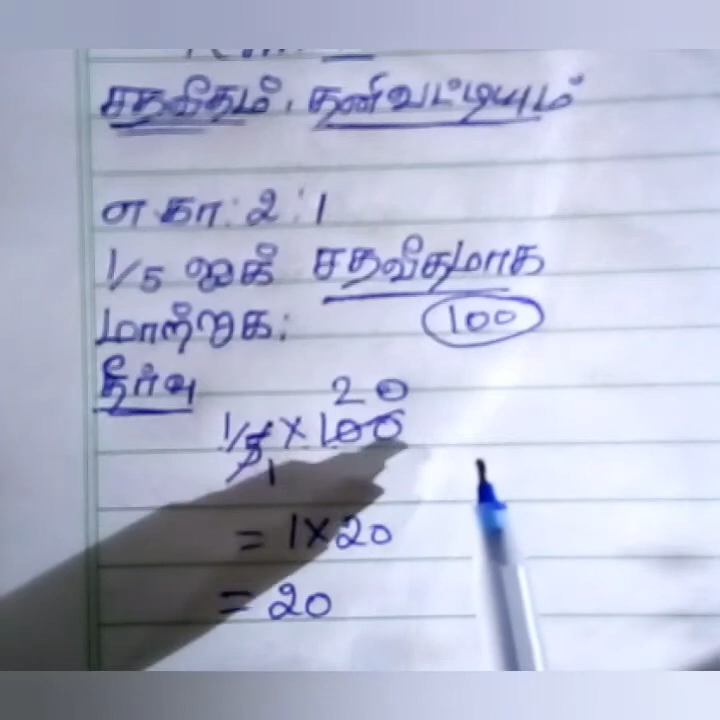 சதவீதம், தனிவட்டியும்
எ கா: 2:1
1/5 ஐக் சதவீதமாக
மாற்றுக: 100
தீர்வு
20
1/5 x 100
1
= 1x20
= 20